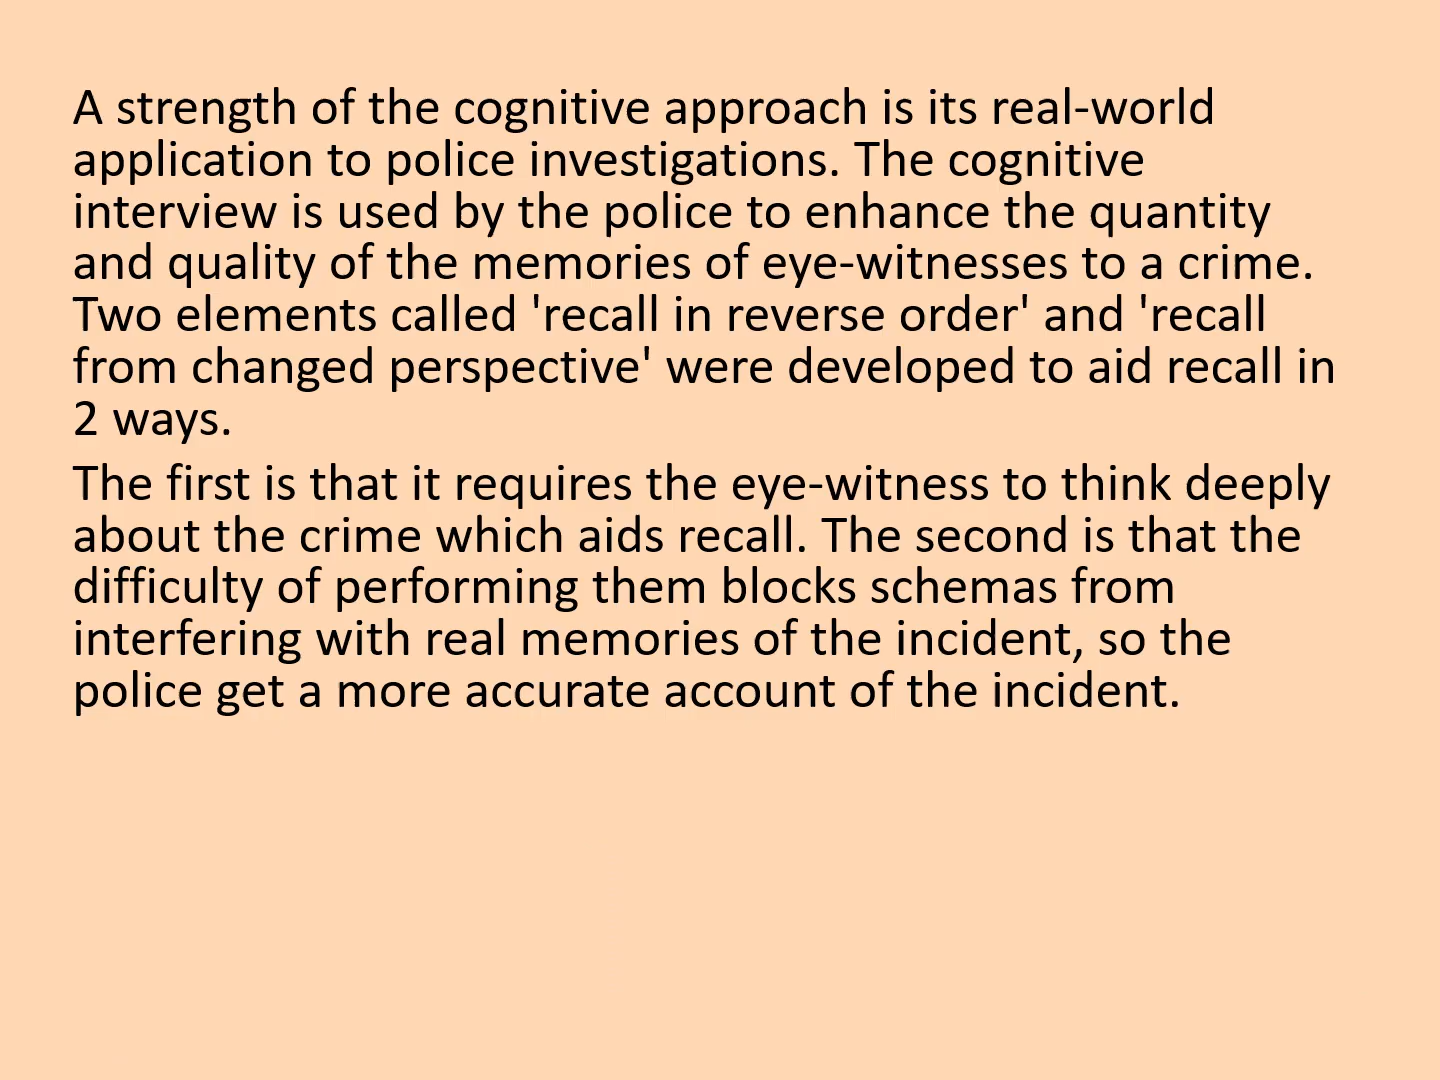 A strength of the cognitive approach is its real-world
application to police investigations. The cognitive
interview is used by the police to enhance the quantity
and quality of the memories of eye-witnesses to a crime.
Two elements called 'recall in reverse order' and 'recall
from changed perspective' were developed to aid recall in
2 ways.
The first is that it requires the eye-witness to think deeply
about the crime which aids recall. The second is that the
difficulty of performing them blocks schemas from
interfering with real memories of the incident, so the
police get a more accurate account of the incident.